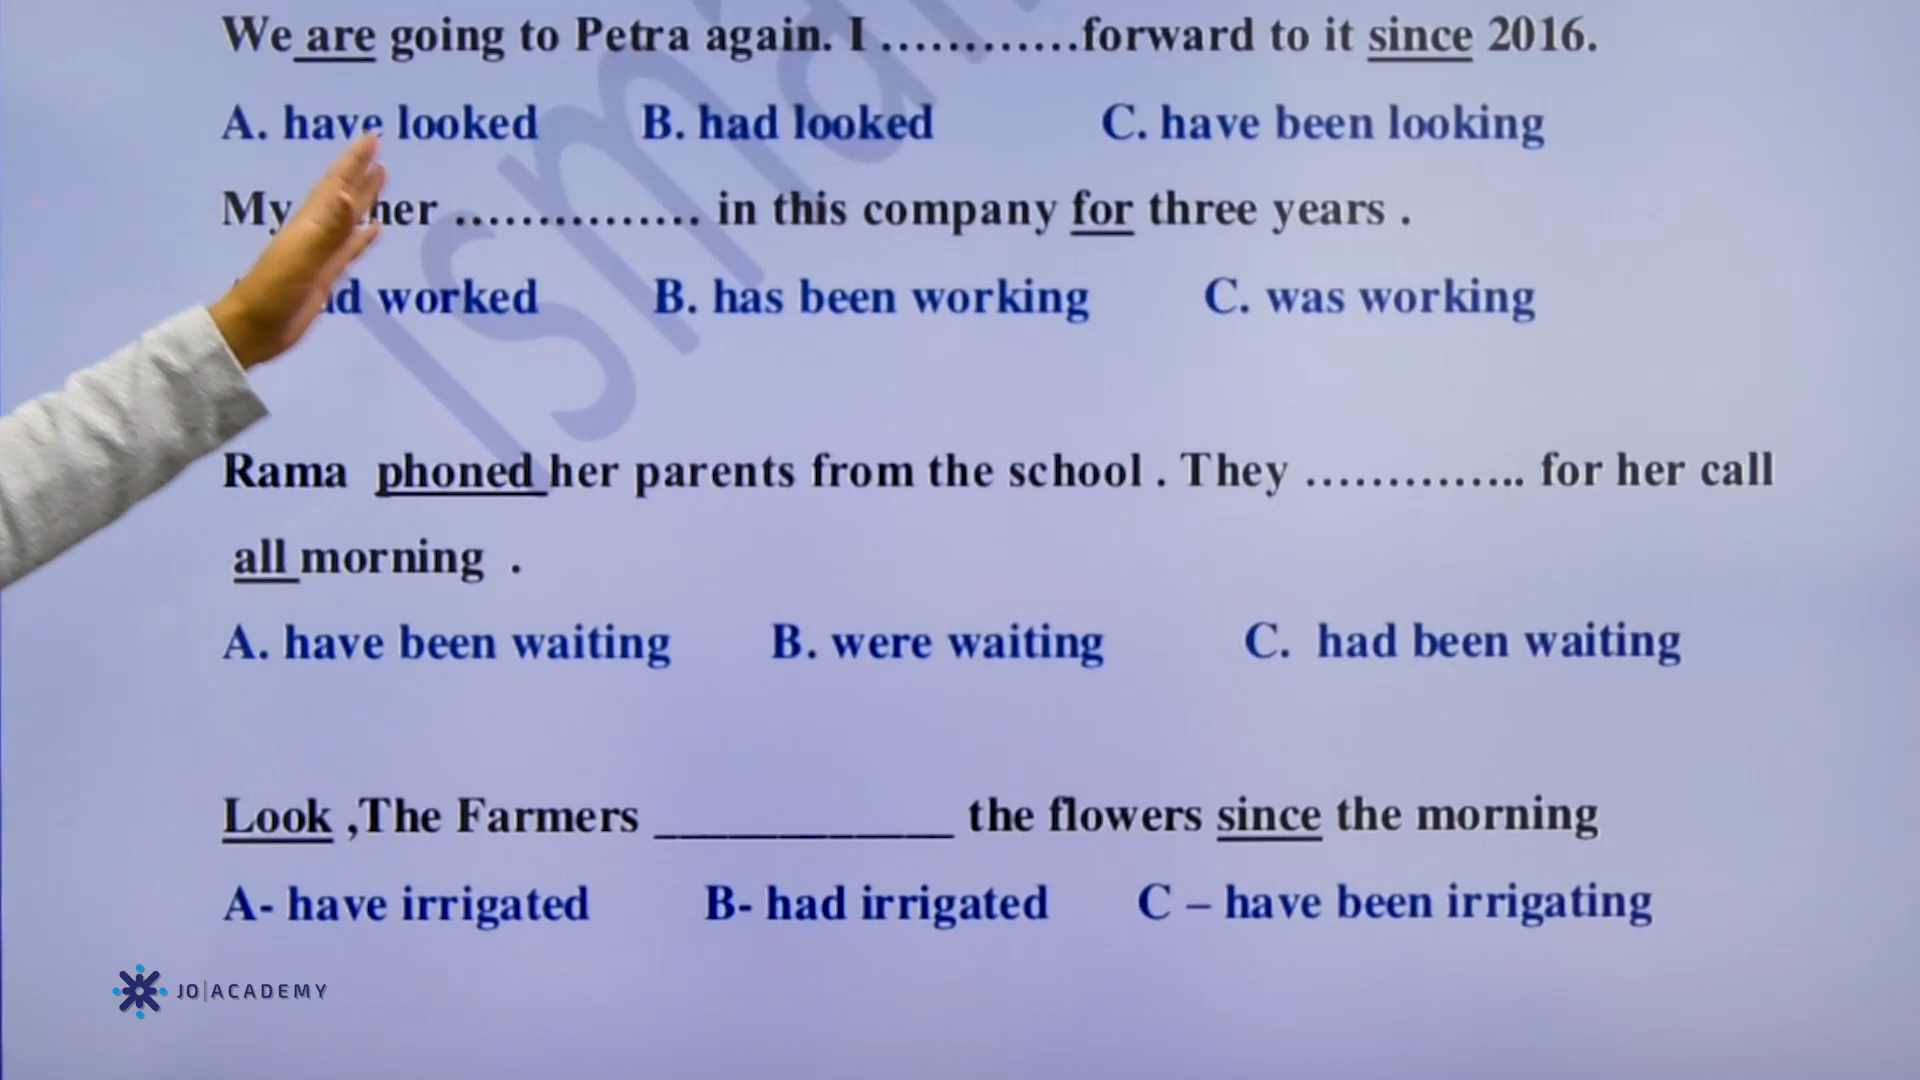 We are going to Petra again. I ............forward to it since 2016.
A. have looked B. had looked C. have been looking
My ............... in this company for three years .
worked B. has been working C. was working
Rama phoned her parents from the school . They .............. for her call
all morning .
A. have been waiting B. were waiting C. had been waiting
Look ,The Farmers ____________ the flowers since the morning
A- have irrigated B- had irrigated C – have been irrigating
JO|ACADEMY